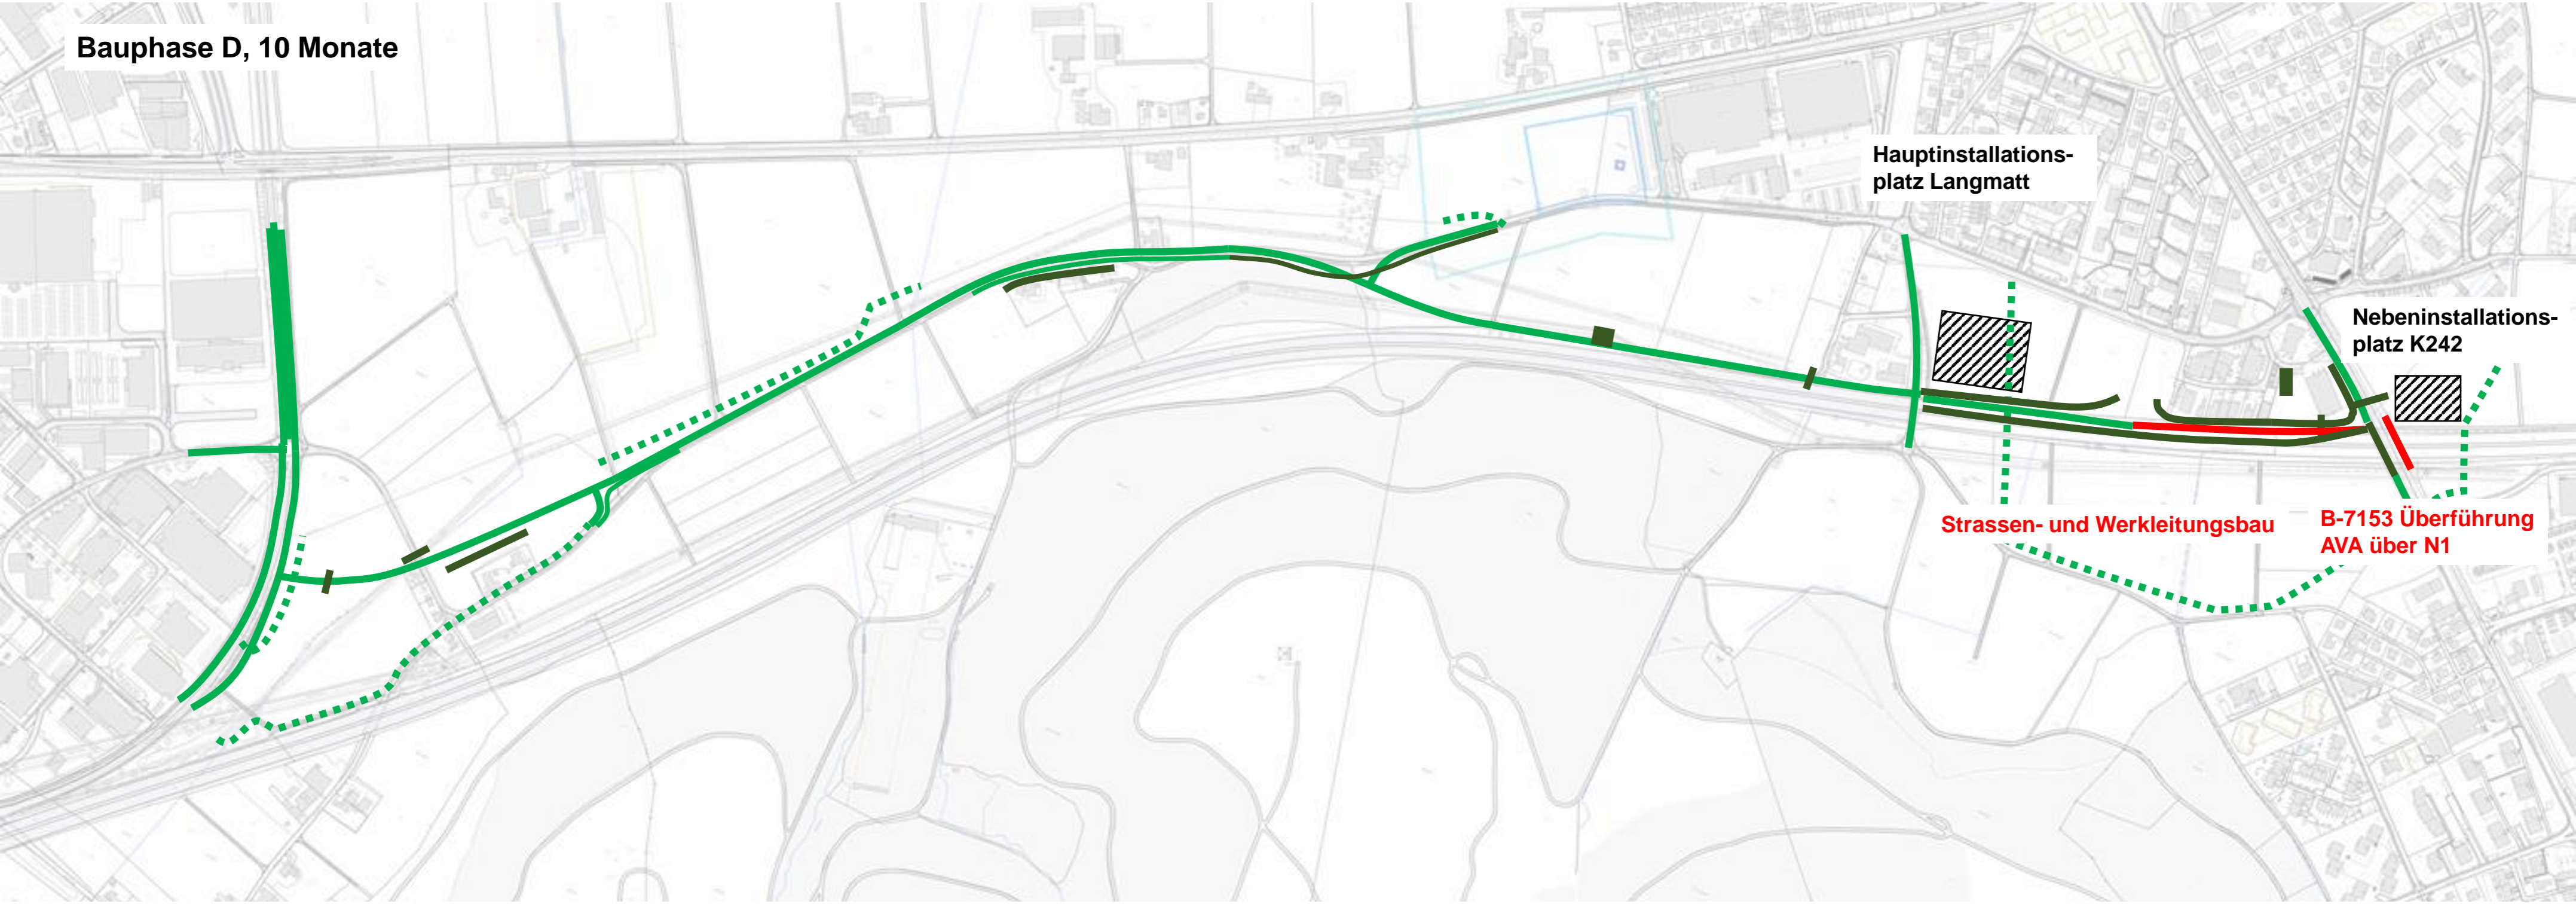 Bauphase D, 10 Monate
Hauptinstallations-
platz Langmatt
Nebeninstallations-
platz K242
Strassen- und Werkleitungsbau
B-7153 Überführung
AVA über N1